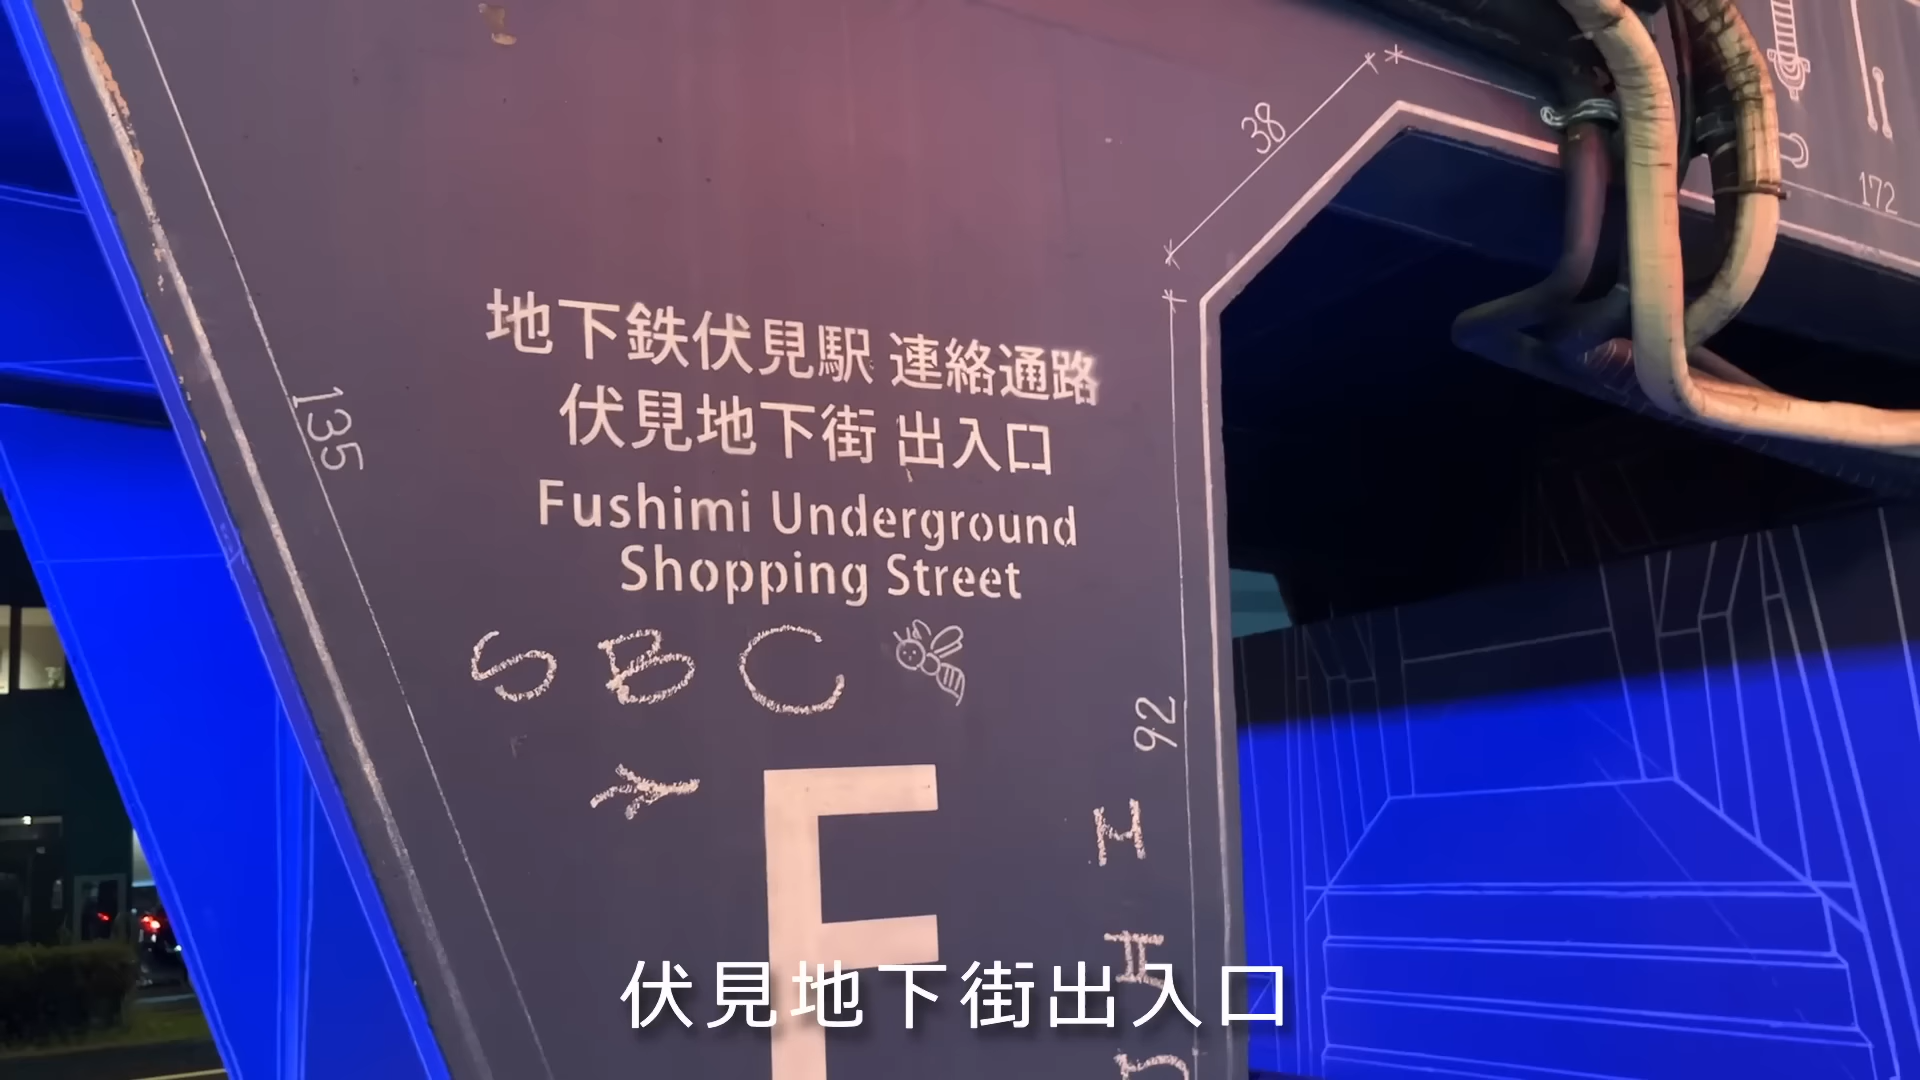 地下鉄伏見駅 連絡通路
伏見地下街 出入口
Fushimi Underground
Shopping Street
S B C
F
135
38
92
172
伏見地下街出入口